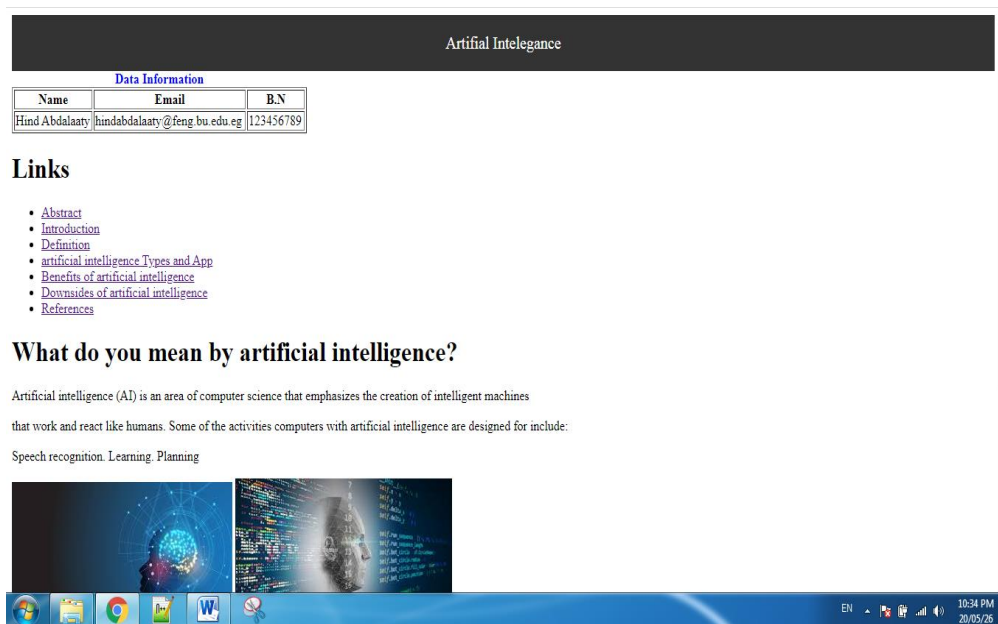 Artifial Intelegance
Data Information
Name Email B.N
Hind Abdalaaty hindabdalaaty@feng.bu.edu.eg 123456789
Links
Abstract
Introduction
Definition
artificial intelligence Types and App
Benefits of artificial intelligence
Downsides of artificial intelligence
References
What do you mean by artificial intelligence?
Artificial intelligence (AI) is an area of computer science that emphasizes the creation of intelligent machines
that work and react like humans. Some of the activities computers with artificial intelligence are designed for include:
Speech recognition. Learning. Planning
EN
10:34 PM
20/05/26